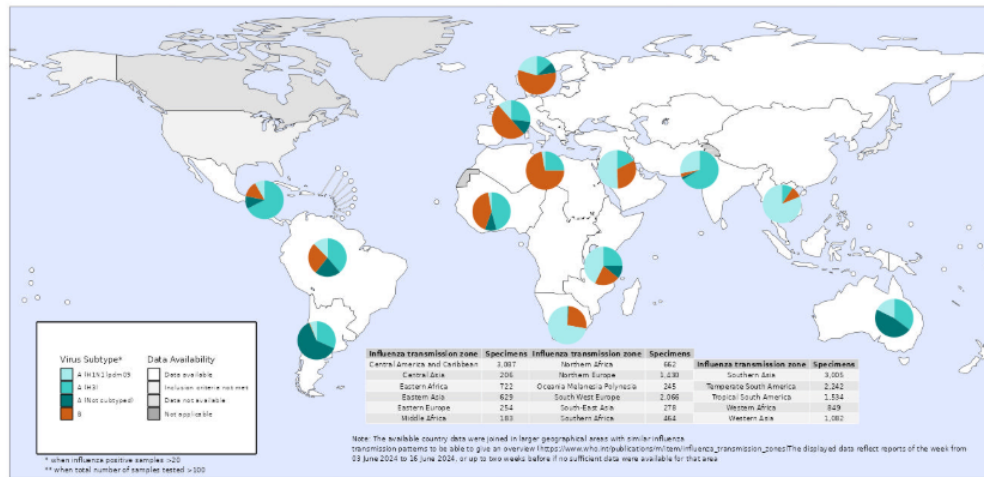 Virus Subtype*
Data Availability
A (H1N1)pdm09
Data available
A (H3)
Inclusion criteria not met
A (Not subtyped)
Data not available
B
Not applicable
* when influenza positive samples >20
** when total number of samples tested >100
Influenza transmission zone Specimens Influenza transmission zone Specimens
Influenza transmission zone Specimens
Central America and Caribbean 3,087 Northern Africa 662
Central Asia 206 Northern Europe 1,430 Southern Asia 3,005
Eastern Africa 722 Oceania Melanesia Polynesia 245 Temperate South America 2,242
Eastern Asia 629 South West Europe 2,066 Tropical South America 1,534
Eastern Europe 254 South-East Asia 278 Western Africa 849
Middle Africa 183 Southern Africa 464 Western Asia 1,082
Note: The available country data were joined in larger geographical areas with similar influenza
transmission patterns to be able to give an overview (https://www.who.int/publications/m/item/influenza_transmission_zones)The displayed data reflect reports of the week from
03 June 2024 to 16 June 2024, or up to two weeks before if no sufficient data were available for that area